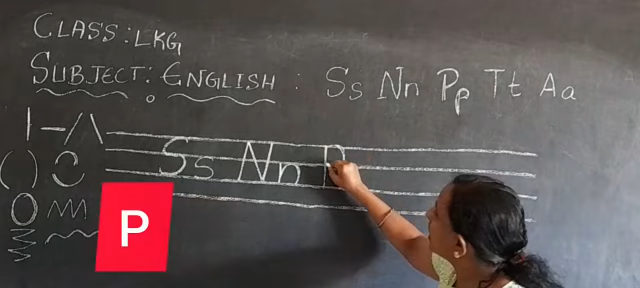 CLASS: LKG
SUBJECT: ENGLISH : Ss Nn Pp Tt Aa
Ss Nn P
P